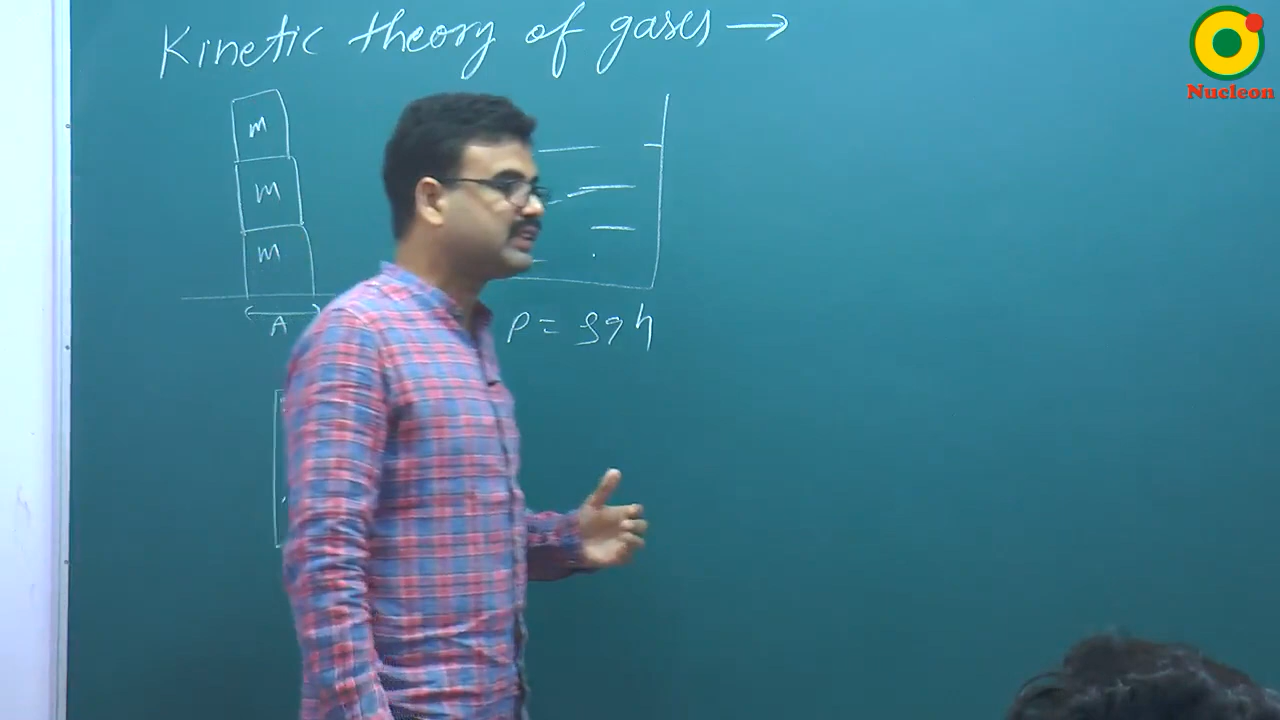 Kinetic theory of gases →
Nucleon
m
m
m
A
P = ρgh